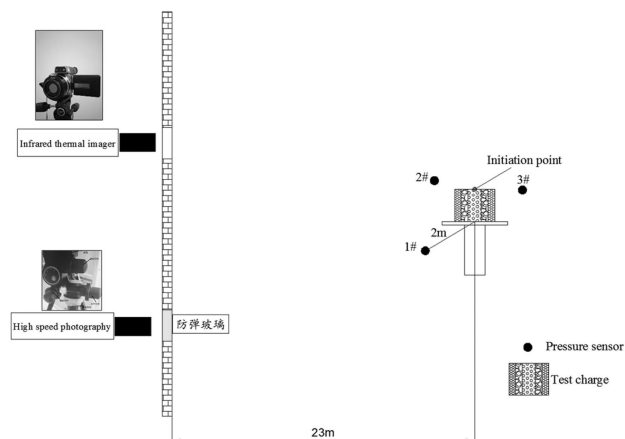 Infrared thermal imager
Initiation point
2#
3#
2m
1#
High speed photography
防弹玻璃
Pressure sensor
Test charge
23m